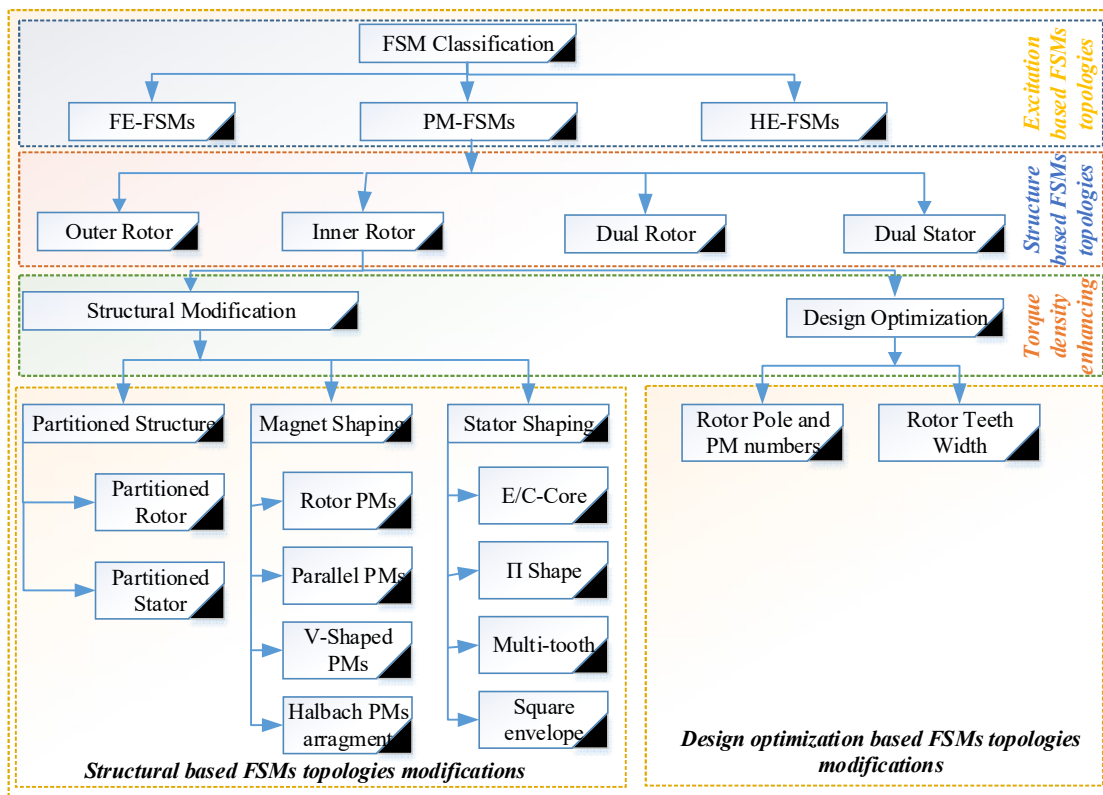 FSM Classification
FE-FSMs
PM-FSMs
HE-FSMs
Excitation
based FSMs
topologies
Outer Rotor
Inner Rotor
Dual Rotor
Dual Stator
Structure
based FSMs
topologies
Structural Modification
Design Optimization
Torque
density
enhancing
Partitioned Structure
Magnet Shaping
Stator Shaping
Partitioned
Rotor
Partitioned
Stator
Rotor PMs
Parallel PMs
V-Shaped
PMs
Halbach PMs
arragment
E/C-Core
Π Shape
Multi-tooth
Square
envelope
Structural based FSMs topologies modifications
Rotor Pole and
PM numbers
Rotor Teeth
Width
Design optimization based FSMs topologies
modifications